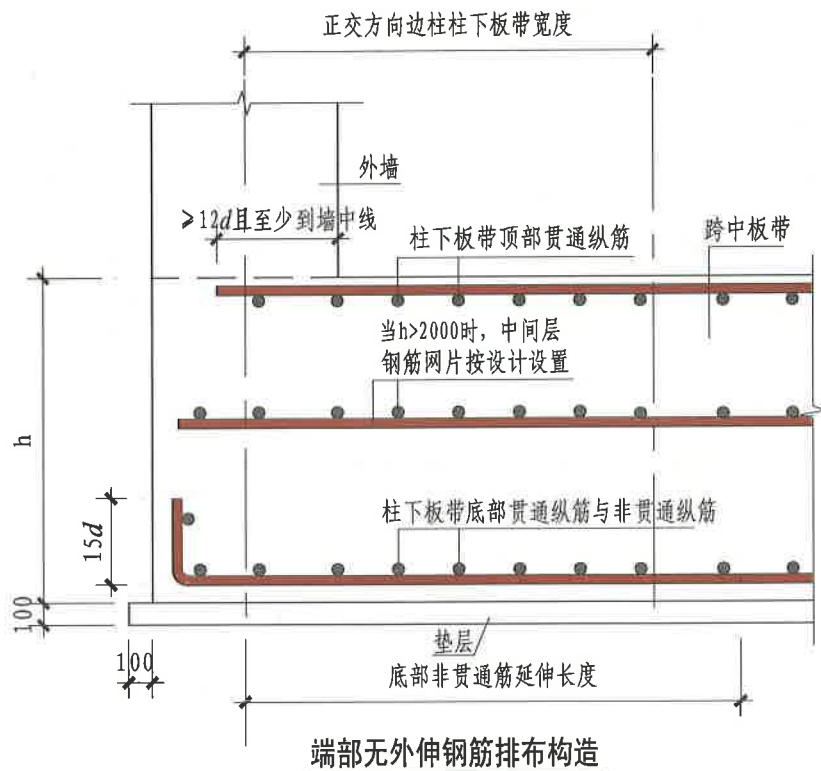 正交方向边柱柱下板带宽度
外墙
≥12d且至少到墙中线
柱下板带顶部贯通纵筋
跨中板带
当h>2000时，中间层
钢筋网片按设计设置
h
15d
柱下板带底部贯通纵筋与非贯通纵筋
100
100
垫层
底部非贯通筋延伸长度
端部无外伸钢筋排布构造